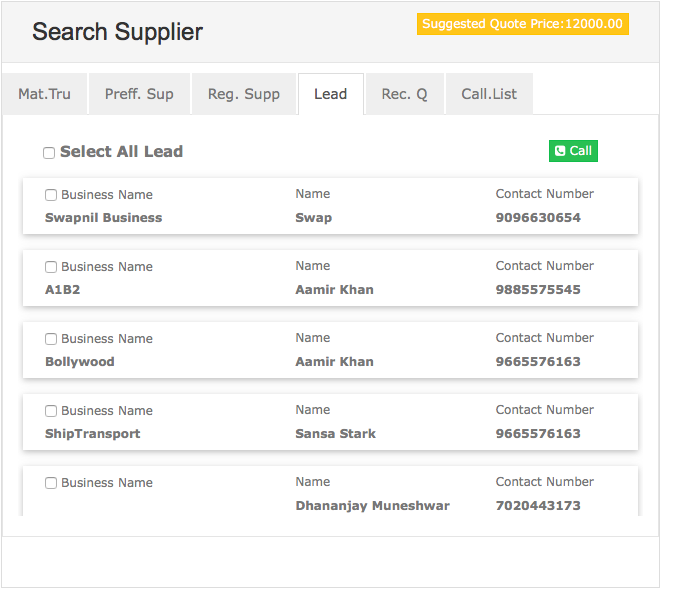 Search Supplier
Suggested Quote Price:12000.00
Mat.Tru Preff. Sup Reg. Supp Lead Rec. Q Call.List
Select All Lead Call
Business Name Name Contact Number
Swapnil Business Swap 9096630654
Business Name Name Contact Number
A1B2 Aamir Khan 9885575545
Business Name Name Contact Number
Bollywood Aamir Khan 9665576163
Business Name Name Contact Number
ShipTransport Sansa Stark 9665576163
Business Name Name Contact Number
Dhananjay Muneshwar 7020443173